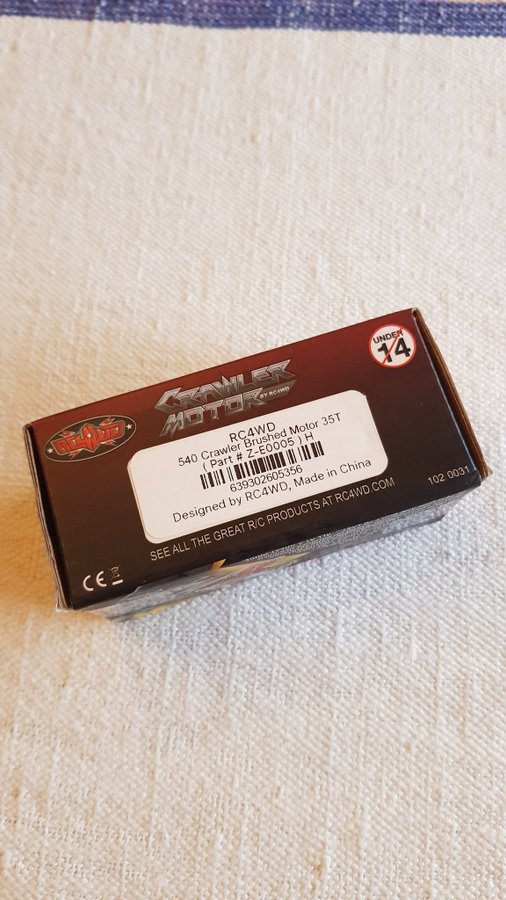 UNDER
14
CRAWLER
MOTOR
BY RC4WD
RC4WD
RC4WD
540 Crawler Brushed Motor 35T
( Part # Z-E0005 ) H
639302605356
Designed by RC4WD, Made in China
SEE ALL THE GREAT R/C PRODUCTS AT RC4WD.COM
102 0031
CE